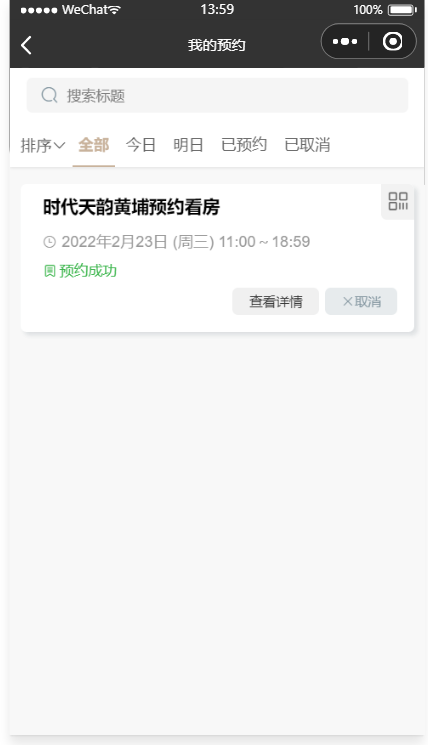 WeChat 13:59 100%
我的预约
搜索标题
排序 全部 今日 明日 已预约 已取消
时代天韵黄埔预约看房
2022年2月23日 (周三) 11:00 ~ 18:59
预约成功
查看详情 ×取消